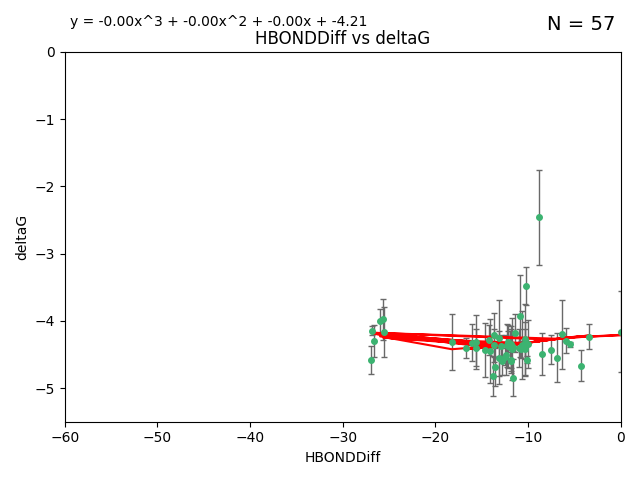 y = -0.00x^3 + -0.00x^2 + -0.00x + -4.21
N = 57
HBONDDiff vs deltaG
0
−1
−2
−3
−4
−5
deltaG
−60
−50
−40
−30
−20
−10
0
HBONDDiff